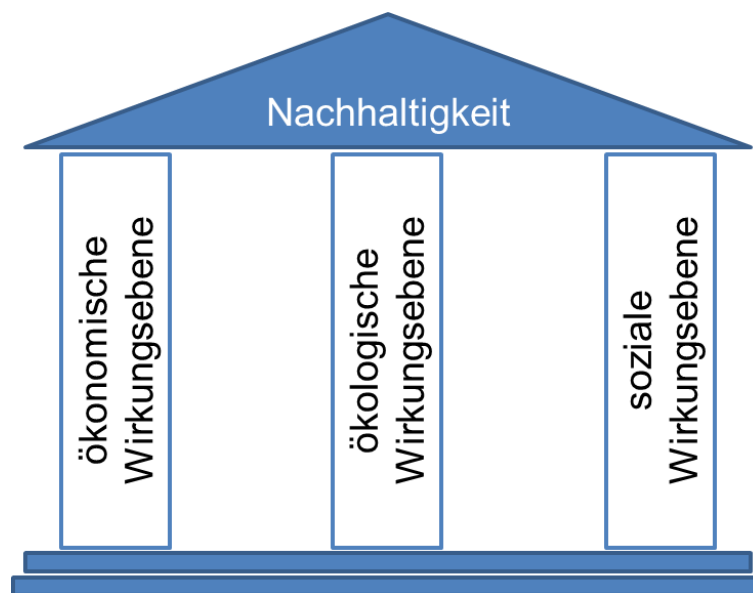 Nachhaltigkeit
ökonomische
Wirkungsebene
ökologische
Wirkungsebene
soziale
Wirkungsebene